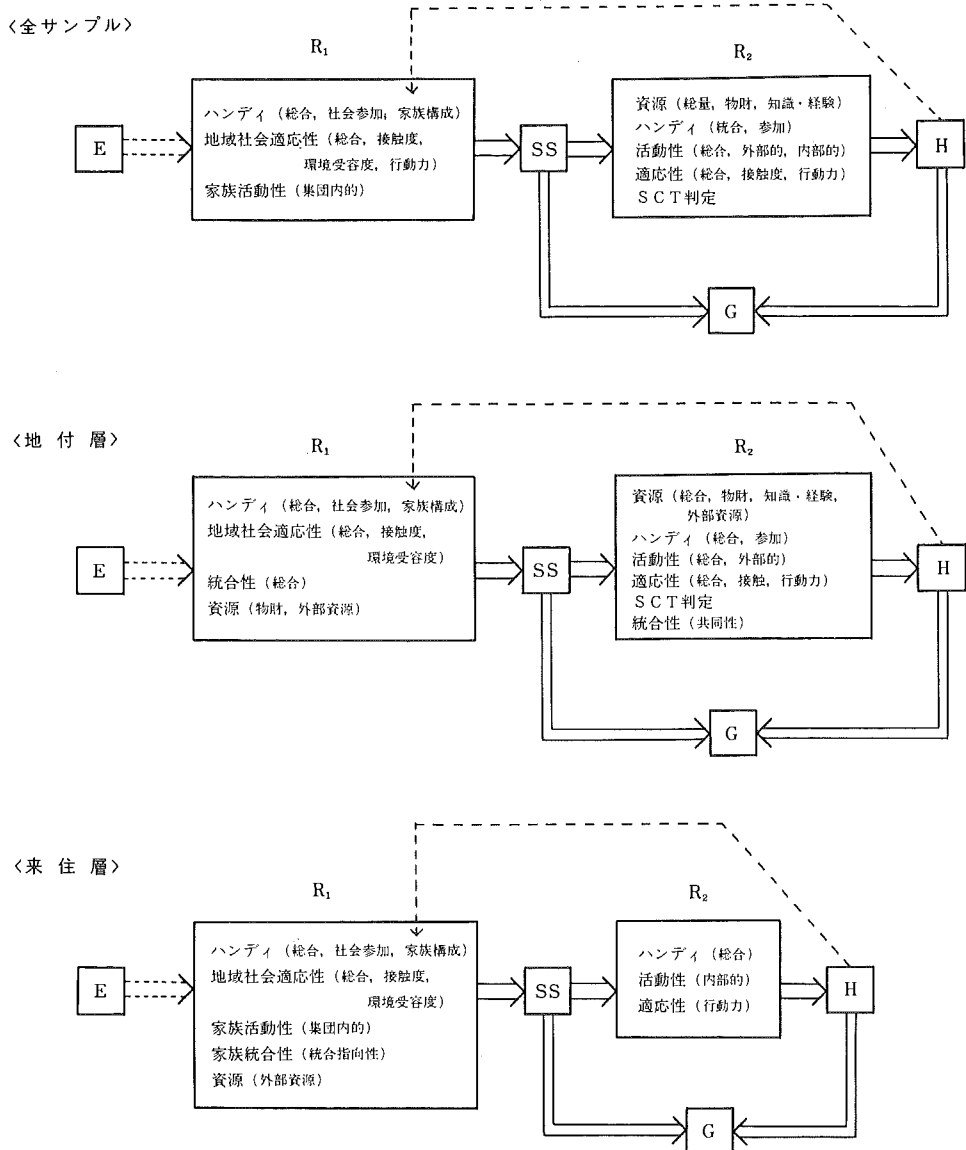 〈全サンプル〉
R₁
R₂
E
ハンディ（総合，社会参加，家族構成）
地域社会適応性（総合，接触度，
環境受容度，行動力）
家族活動性（集団内的）
SS
資源（総量，物財，知識・経験）
ハンディ（統合，参加）
活動性（総合，外部的，内部的）
適応性（総合，接触度，行動力）
ＳＣＴ判定
H
G
〈地付層〉
R₁
R₂
E
ハンディ（総合，社会参加，家族構成）
地域社会適応性（総合，接触度，
環境受容度）
統合性（総合）
資源（物財，外部資源）
SS
資源（総合，物財，知識・経験，
外部資源）
ハンディ（総合，参加）
活動性（総合，外部的）
適応性（総合，接触，行動力）
ＳＣＴ判定
統合性（共同性）
H
G
〈来住層〉
R₁
R₂
E
ハンディ（総合，社会参加，家族構成）
地域社会適応性（総合，接触度，
環境受容度）
家族活動性（集団内的）
家族統合性（統合指向性）
資源（外部資源）
SS
ハンディ（総合）
活動性（内部的）
適応性（行動力）
H
G